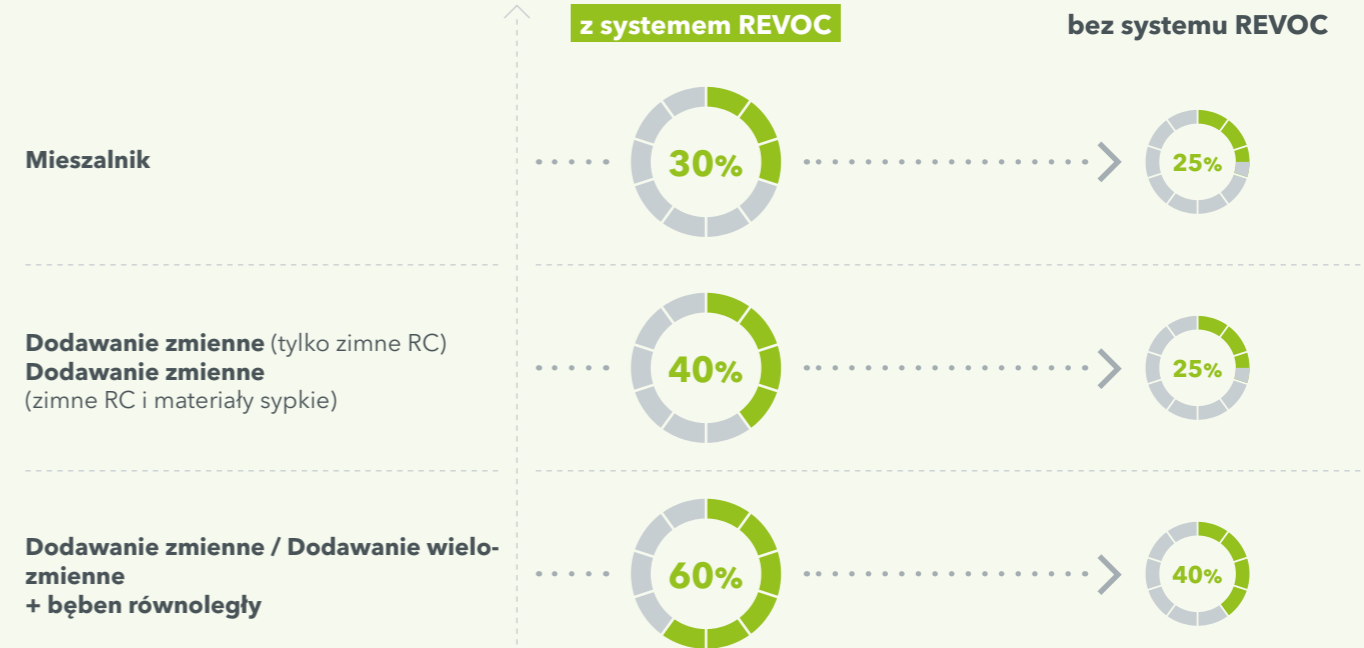 z systemem REVOC
bez systemu REVOC
Mieszalnik
30%
25%
Dodawanie zmienne (tylko zimne RC)
Dodawanie zmienne
(zimne RC i materiały sypkie)
40%
25%
Dodawanie zmienne / Dodawanie wielo-
zmienne
+ bęben równoległy
60%
40%